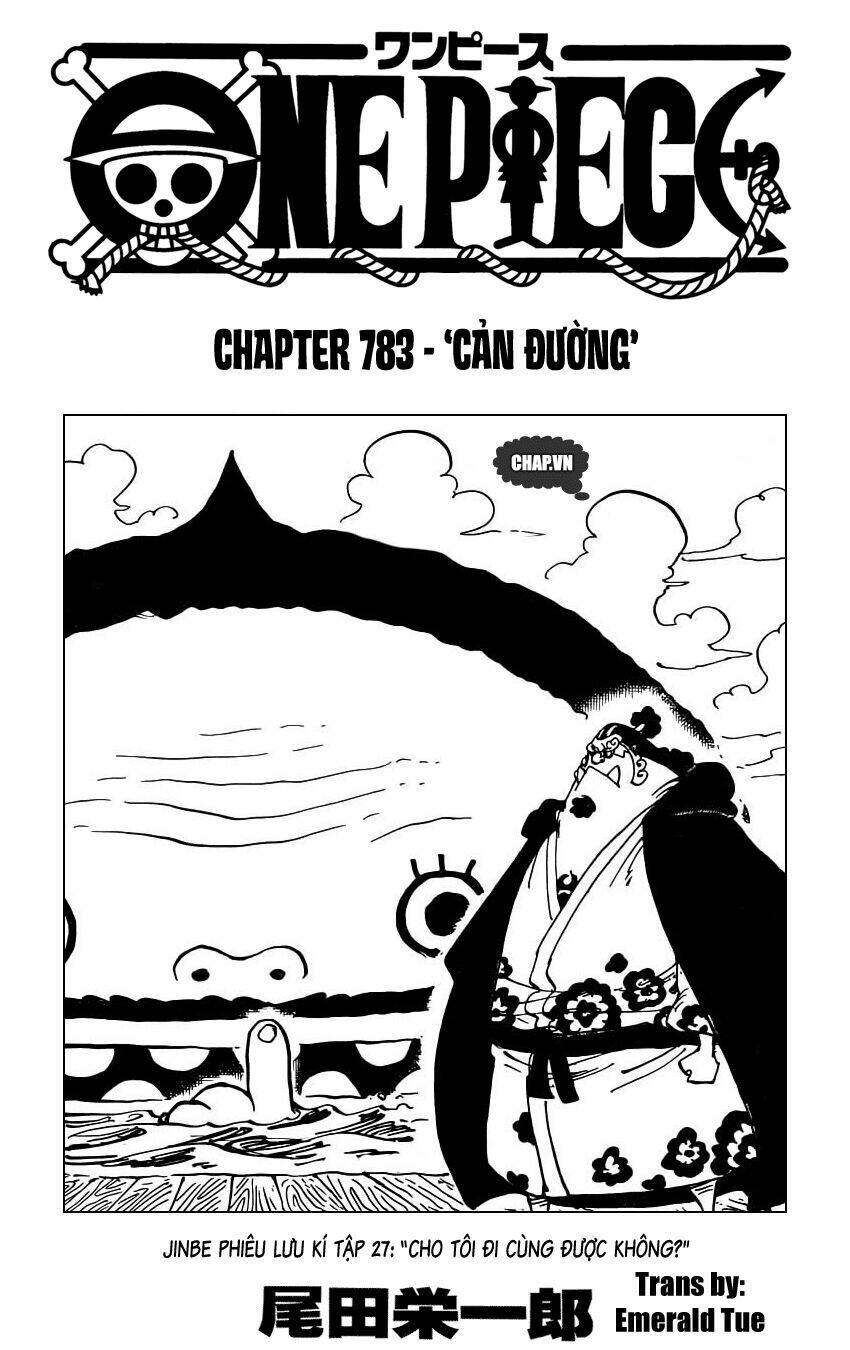 ワンピース
ONE PIECE
CHAPTER 783 - ‘CẢN ĐƯỜNG’
CHAP.VN
JINBE PHIÊU LƯU KÍ TẬP 27: “CHO TÔI ĐI CÙNG ĐƯỢC KHÔNG?”
尾田栄一郎
Trans by:
Emerald Tue